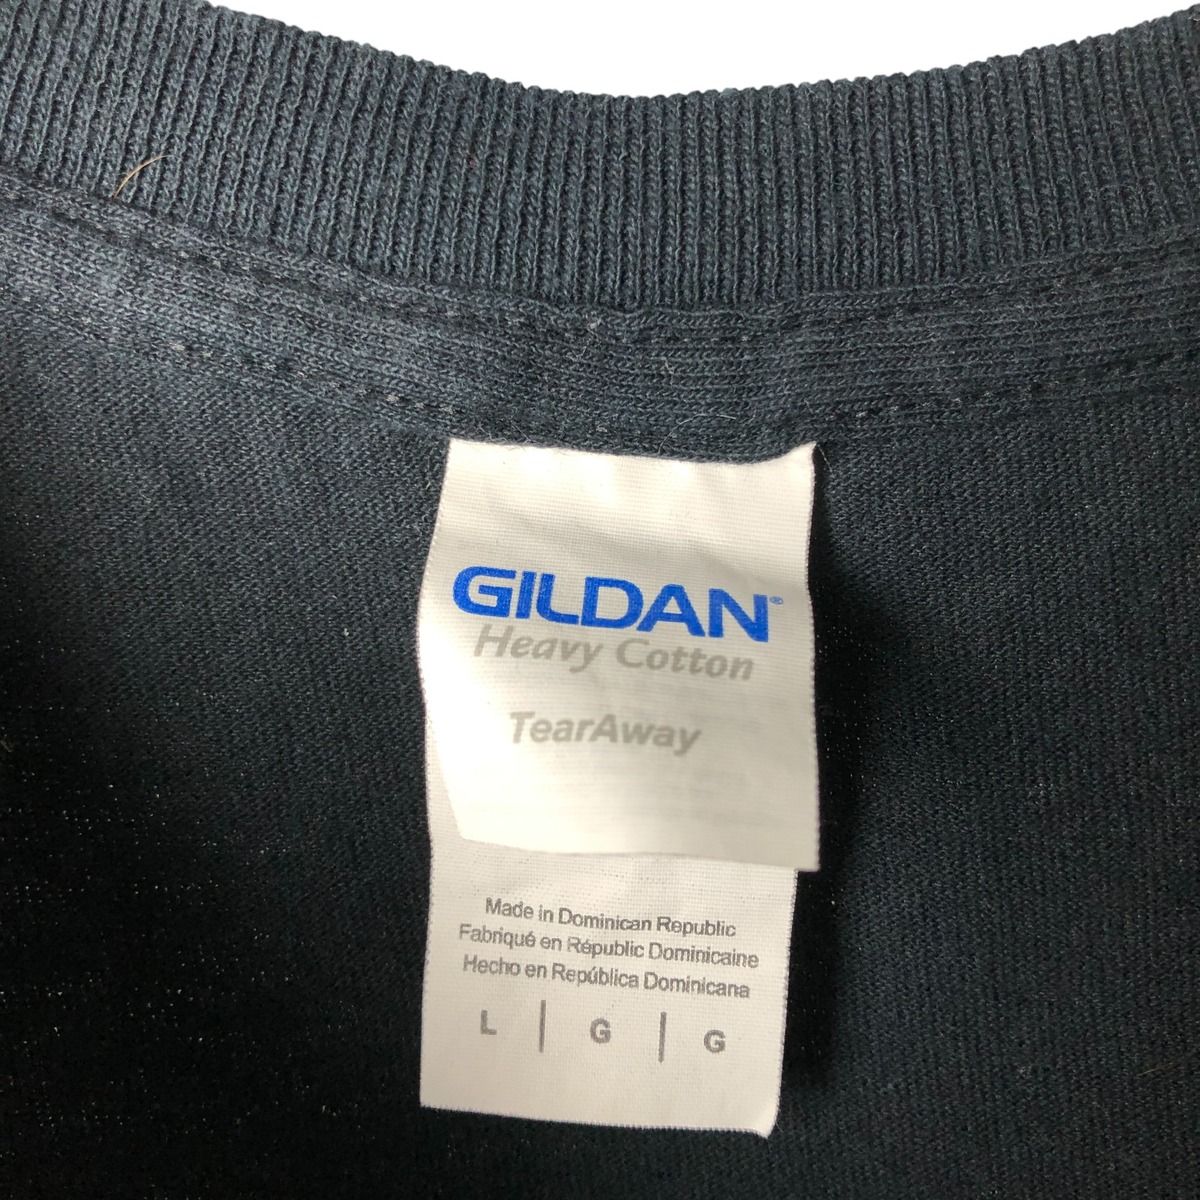 GILDAN®
Heavy Cotton
TearAway
Made in Dominican Republic
Fabriqué en Républic Dominicaine
Hecho en República Dominicana
L | G | G